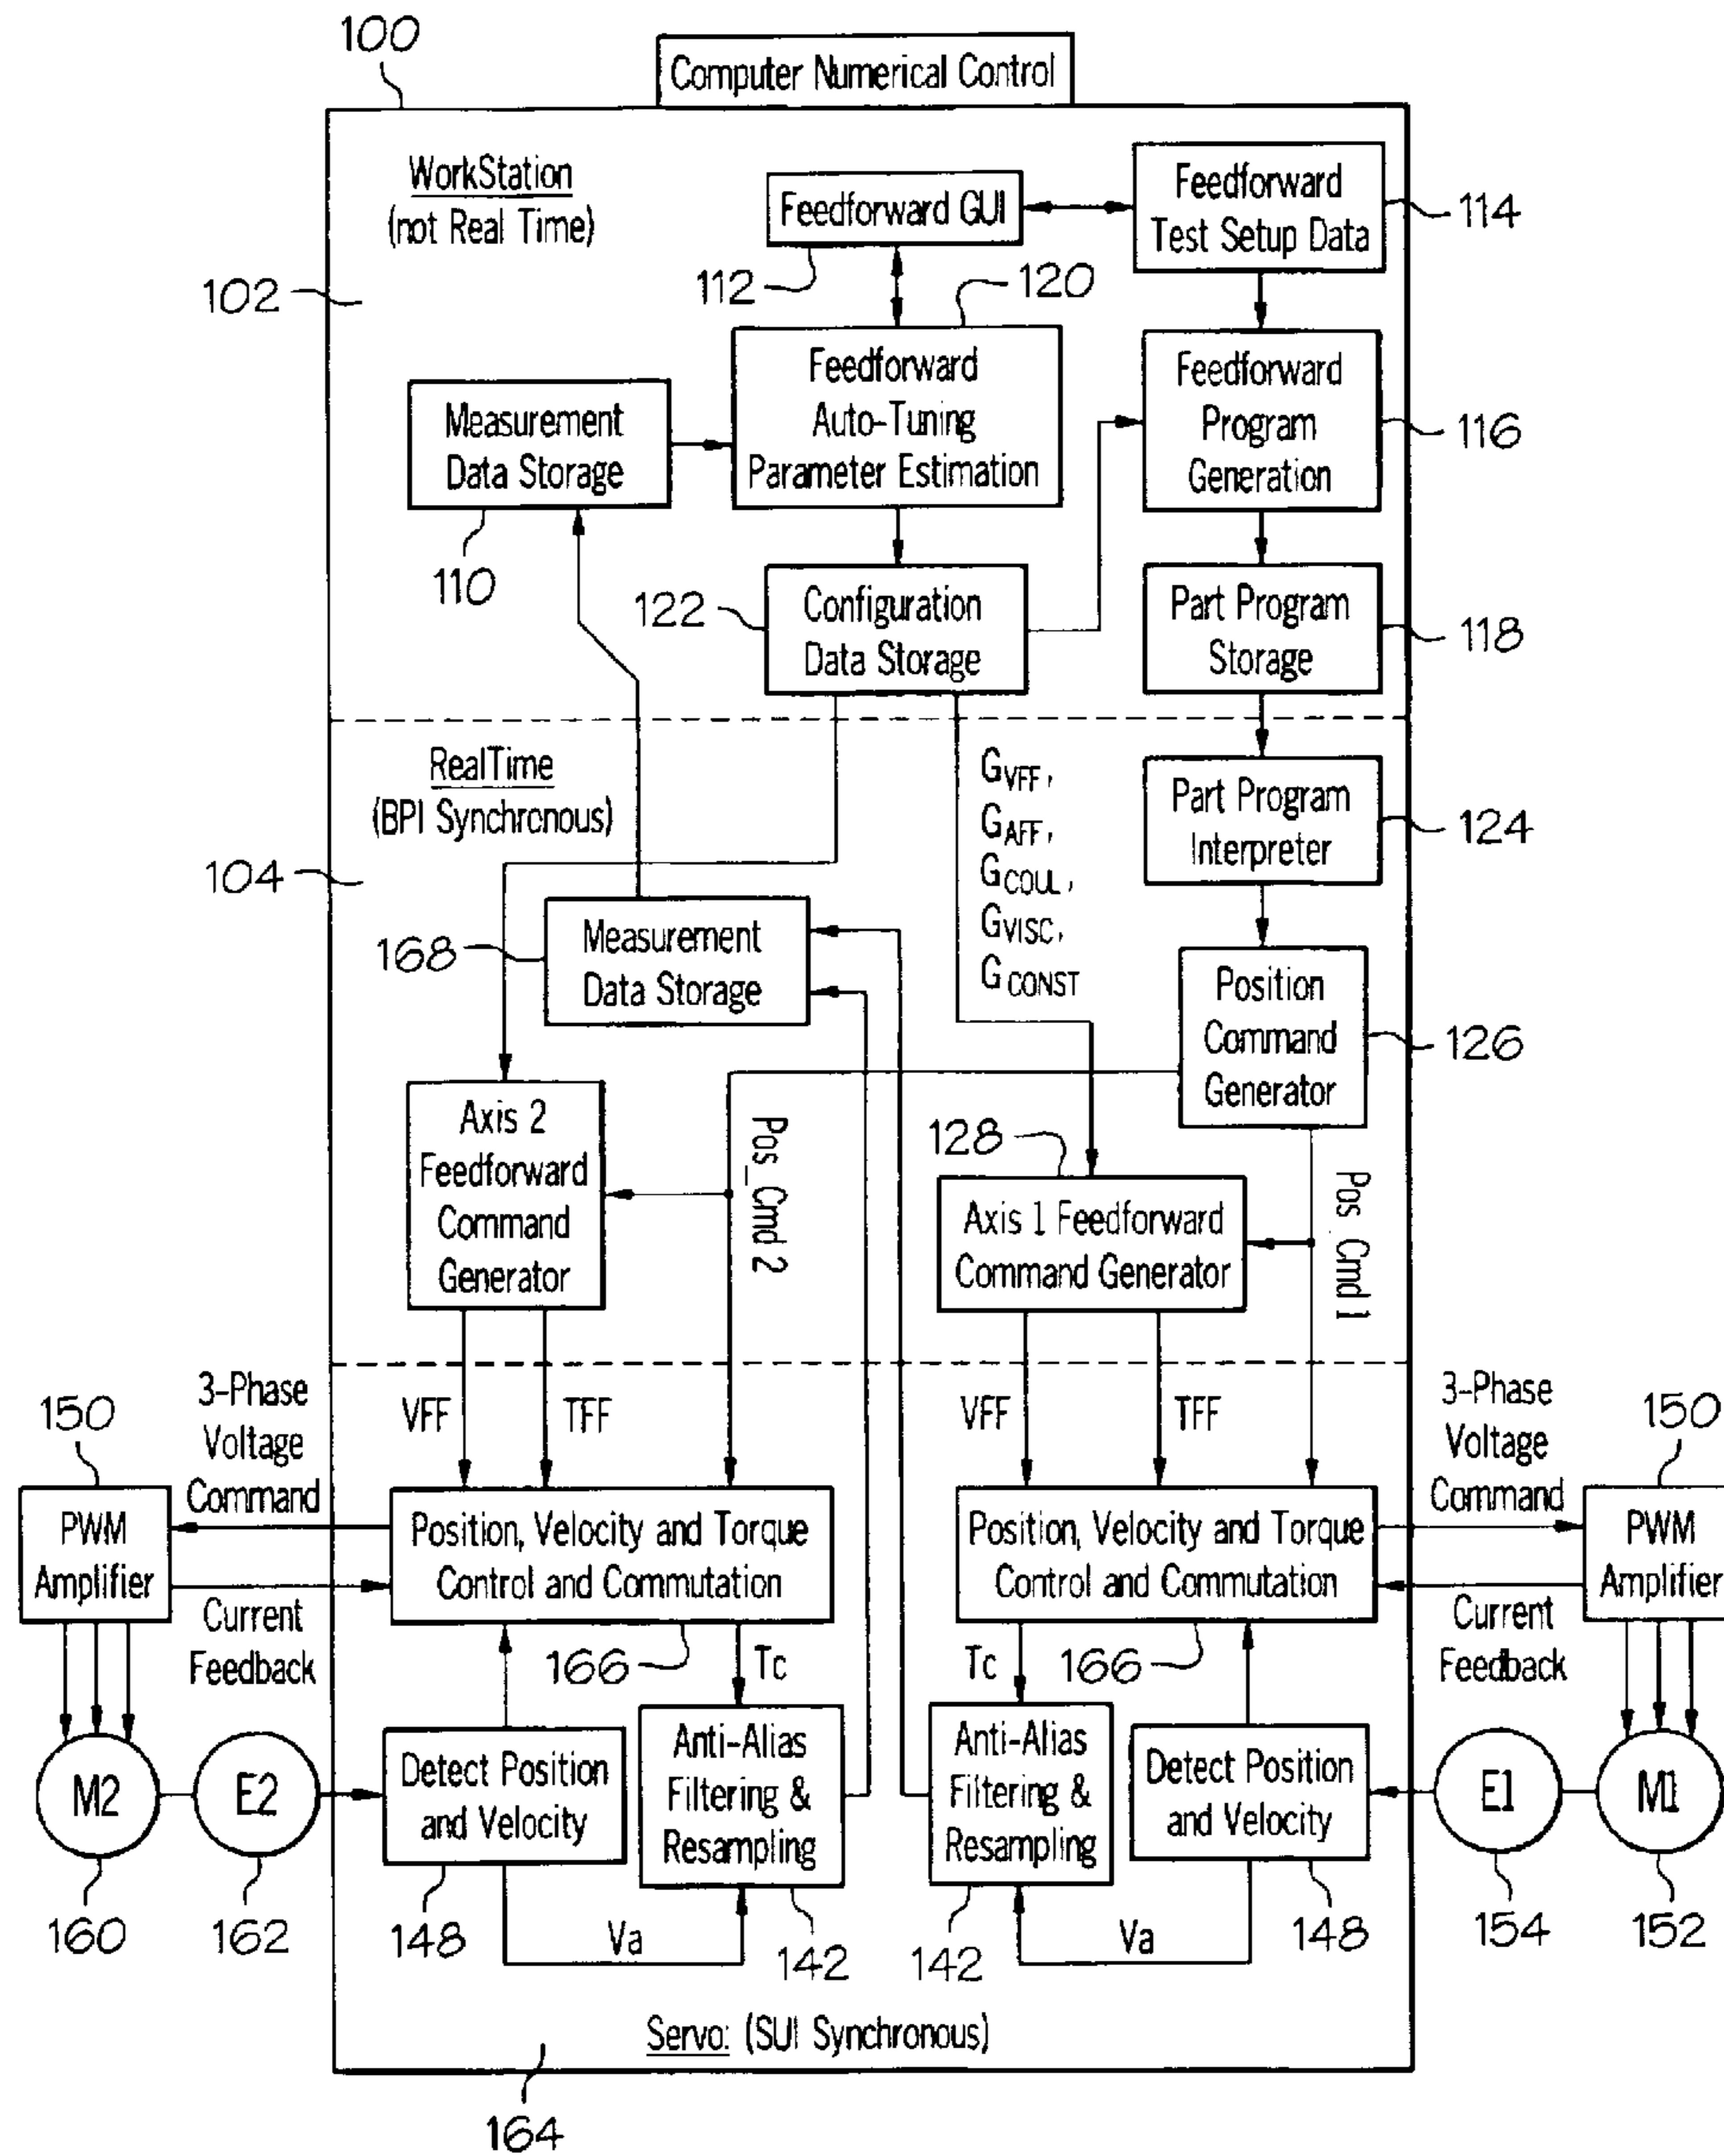 100
Computer Numerical Control
WorkStation
(not Real Time)
102
Feedforward GUI
112
Feedforward
Test Setup Data
114
120
Feedforward
Auto-Tuning
Parameter Estimation
Measurement
Data Storage
110
Feedforward
Program
Generation
116
122
Configuration
Data Storage
Part Program
Storage
118
RealTime
(BPI Synchronous)
104
GVFF,
GAFF,
GCOUL,
GVISC,
GCONST
Part Program
Interpreter
124
168
Measurement
Data Storage
Position
Command
Generator
126
Axis 2
Feedforward
Command
Generator
Pos_Cmd 2
128
Axis 1 Feedforward
Command Generator
Pos_Cmd 1
150
3-Phase
Voltage
Command
VFF
TFF
VFF
TFF
3-Phase
Voltage
Command
150
PWM
Amplifier
Position, Velocity and Torque
Control and Commutation
Position, Velocity and Torque
Control and Commutation
PWM
Amplifier
Current
Feedback
166
Tc
Tc
166
Current
Feedback
M2
E2
Detect Position
and Velocity
Anti-Alias
Filtering &
Resampling
Anti-Alias
Filtering &
Resampling
Detect Position
and Velocity
E1
M1
160
162
148
Va
142
142
Va
148
154
152
Servo: (SUI Synchronous)
164